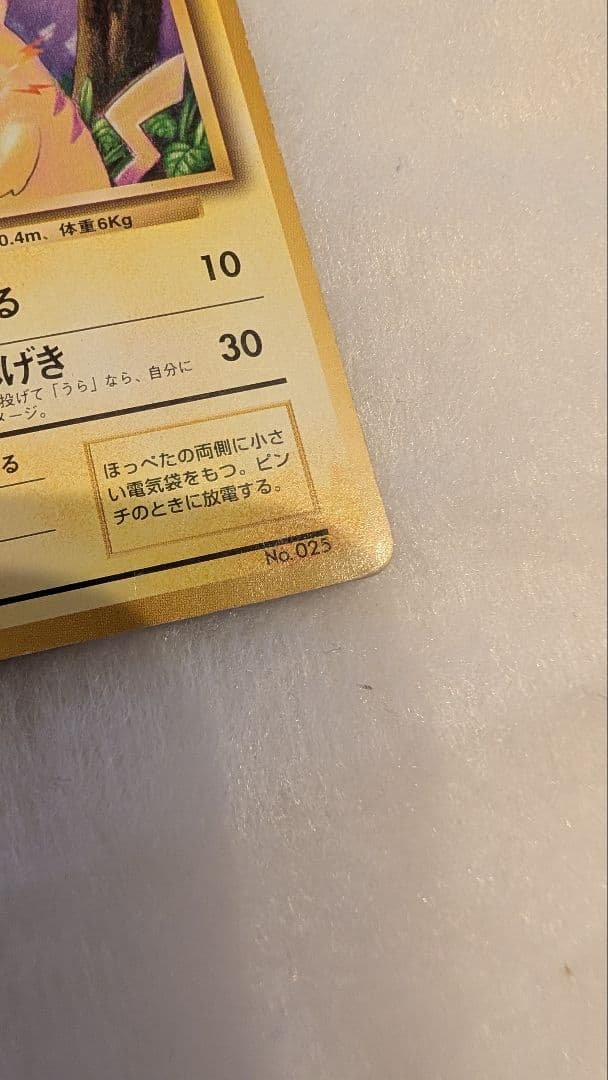 0.4m、体重6Kg
る 10
げき 30
投げて「うら」なら、自分に
メージ。
る
ほっぺたの両側に小さ
い電気袋をもつ。ピン
チのときに放電する。
No. 025